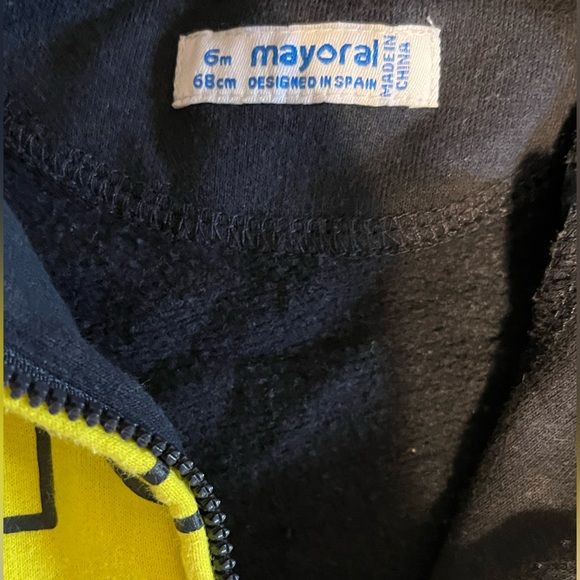 6m mayoral
68cm DESIGNED IN SPAIN
MADE IN
CHINA